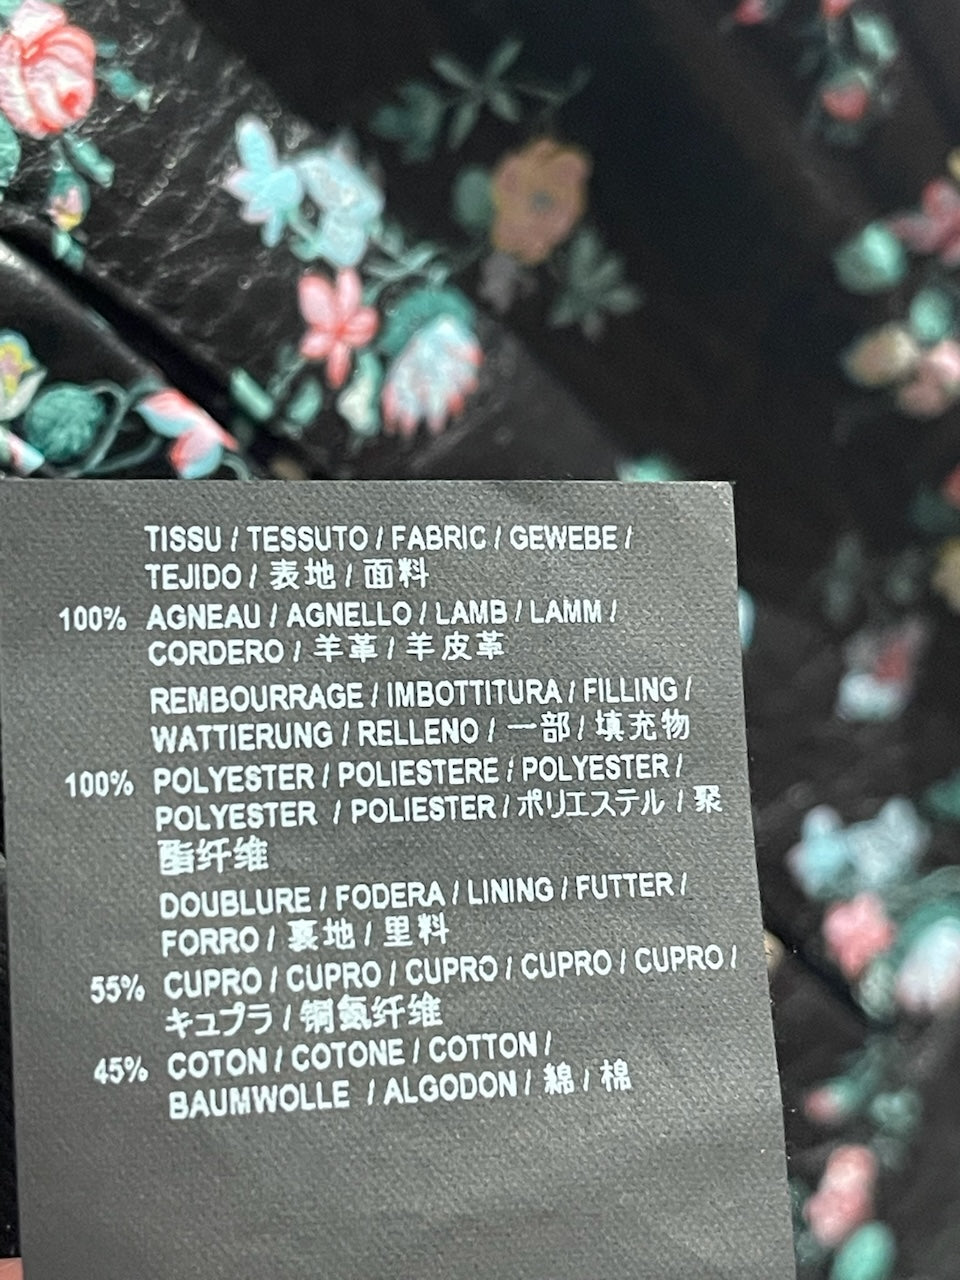 TISSU / TESSUTO / FABRIC / GEWEBE /
TEJIDO / 表地 / 面料
100% AGNEAU / AGNELLO / LAMB / LAMM /
CORDERO / 羊革 / 羊皮革
REMBOURRAGE / IMBOTTITURA / FILLING /
WATTIERUNG / RELLENO / 一部 / 填充物
100% POLYESTER / POLIESTERE / POLYESTER /
POLYESTER / POLIESTER / ポリエステル / 聚
酯纤维
DOUBLURE / FODERA / LINING / FUTTER /
FORRO / 裏地 / 里料
55% CUPRO / CUPRO / CUPRO / CUPRO / CUPRO /
キュプラ / 铜氨纤维
45% COTON / COTONE / COTTON /
BAUMWOLLE / ALGODON / 綿 / 棉